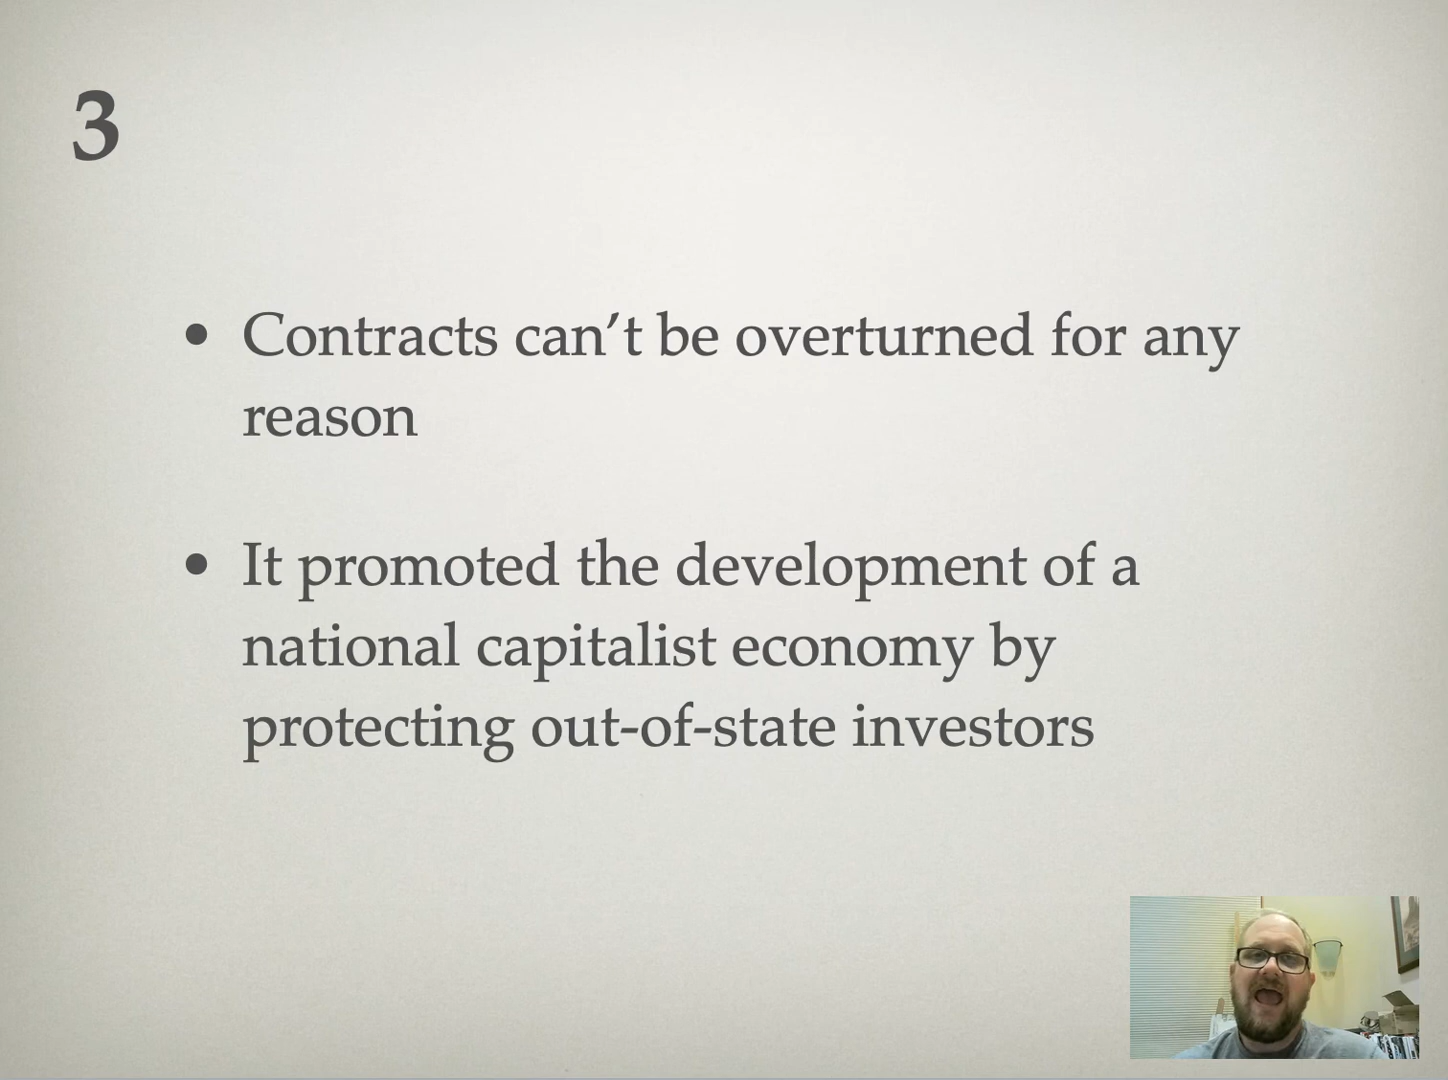 3
• Contracts can’t be overturned for any
reason
• It promoted the development of a
national capitalist economy by
protecting out-of-state investors